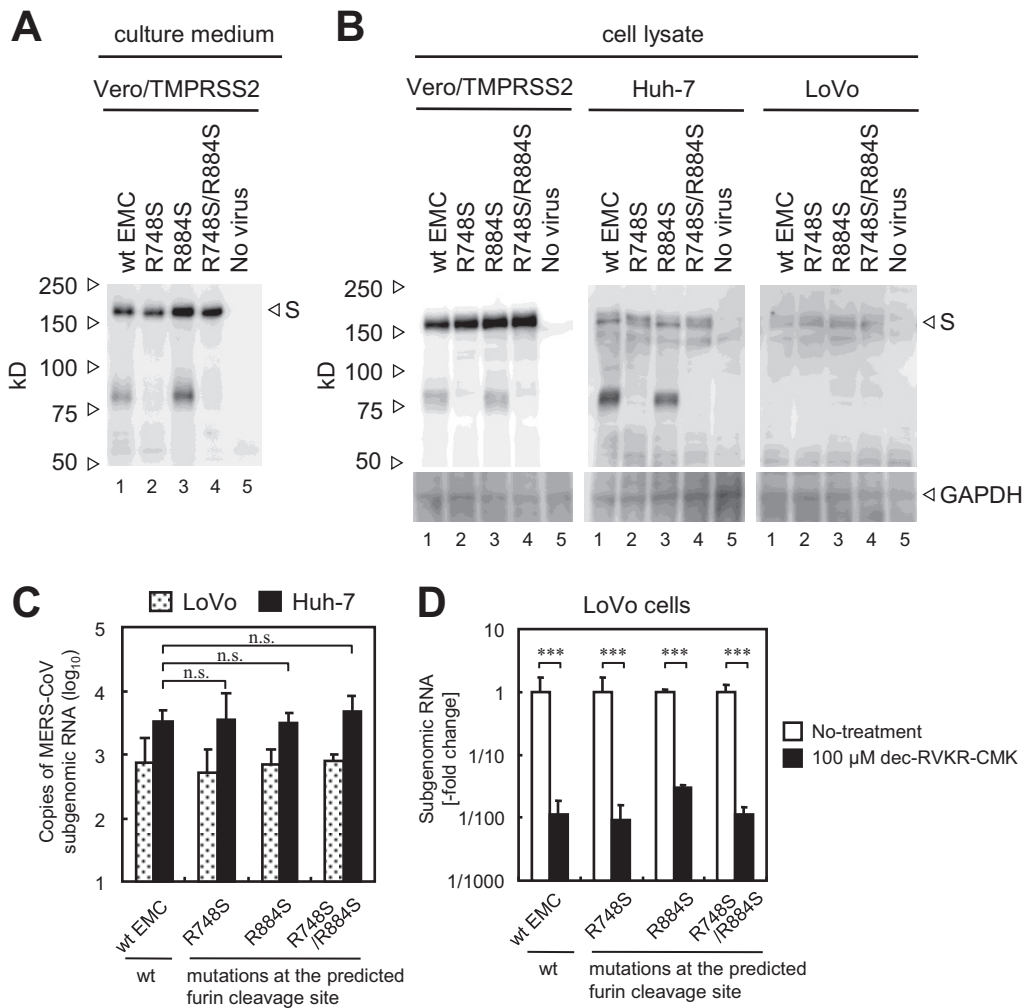 A
culture medium
Vero/TMPRSS2
wt EMC
R748S
R884S
R748S/R884S
No virus
250
150
100
75
50
kD
◁ S
1 2 3 4 5
B
cell lysate
Vero/TMPRSS2
Huh-7
LoVo
wt EMC
R748S
R884S
R748S/R884S
No virus
wt EMC
R748S
R884S
R748S/R884S
No virus
wt EMC
R748S
R884S
R748S/R884S
No virus
250
150
100
75
50
kD
◁ S
◁ GAPDH
1 2 3 4 5
1 2 3 4 5
1 2 3 4 5
C
LoVo
Huh-7
Copies of MERS-CoV
subgenomic RNA (log10)
5
4
3
2
1
n.s.
n.s.
n.s.
wt EMC
R748S
R884S
R748S
/R884S
wt
mutations at the predicted
furin cleavage site
D
LoVo cells
Subgenomic RNA
[-fold change]
10
1
1/10
1/100
1/1000
***
***
***
***
No-treatment
100 µM dec-RVKR-CMK
wt EMC
R748S
R884S
R748S
/R884S
wt
mutations at the predicted
furin cleavage site